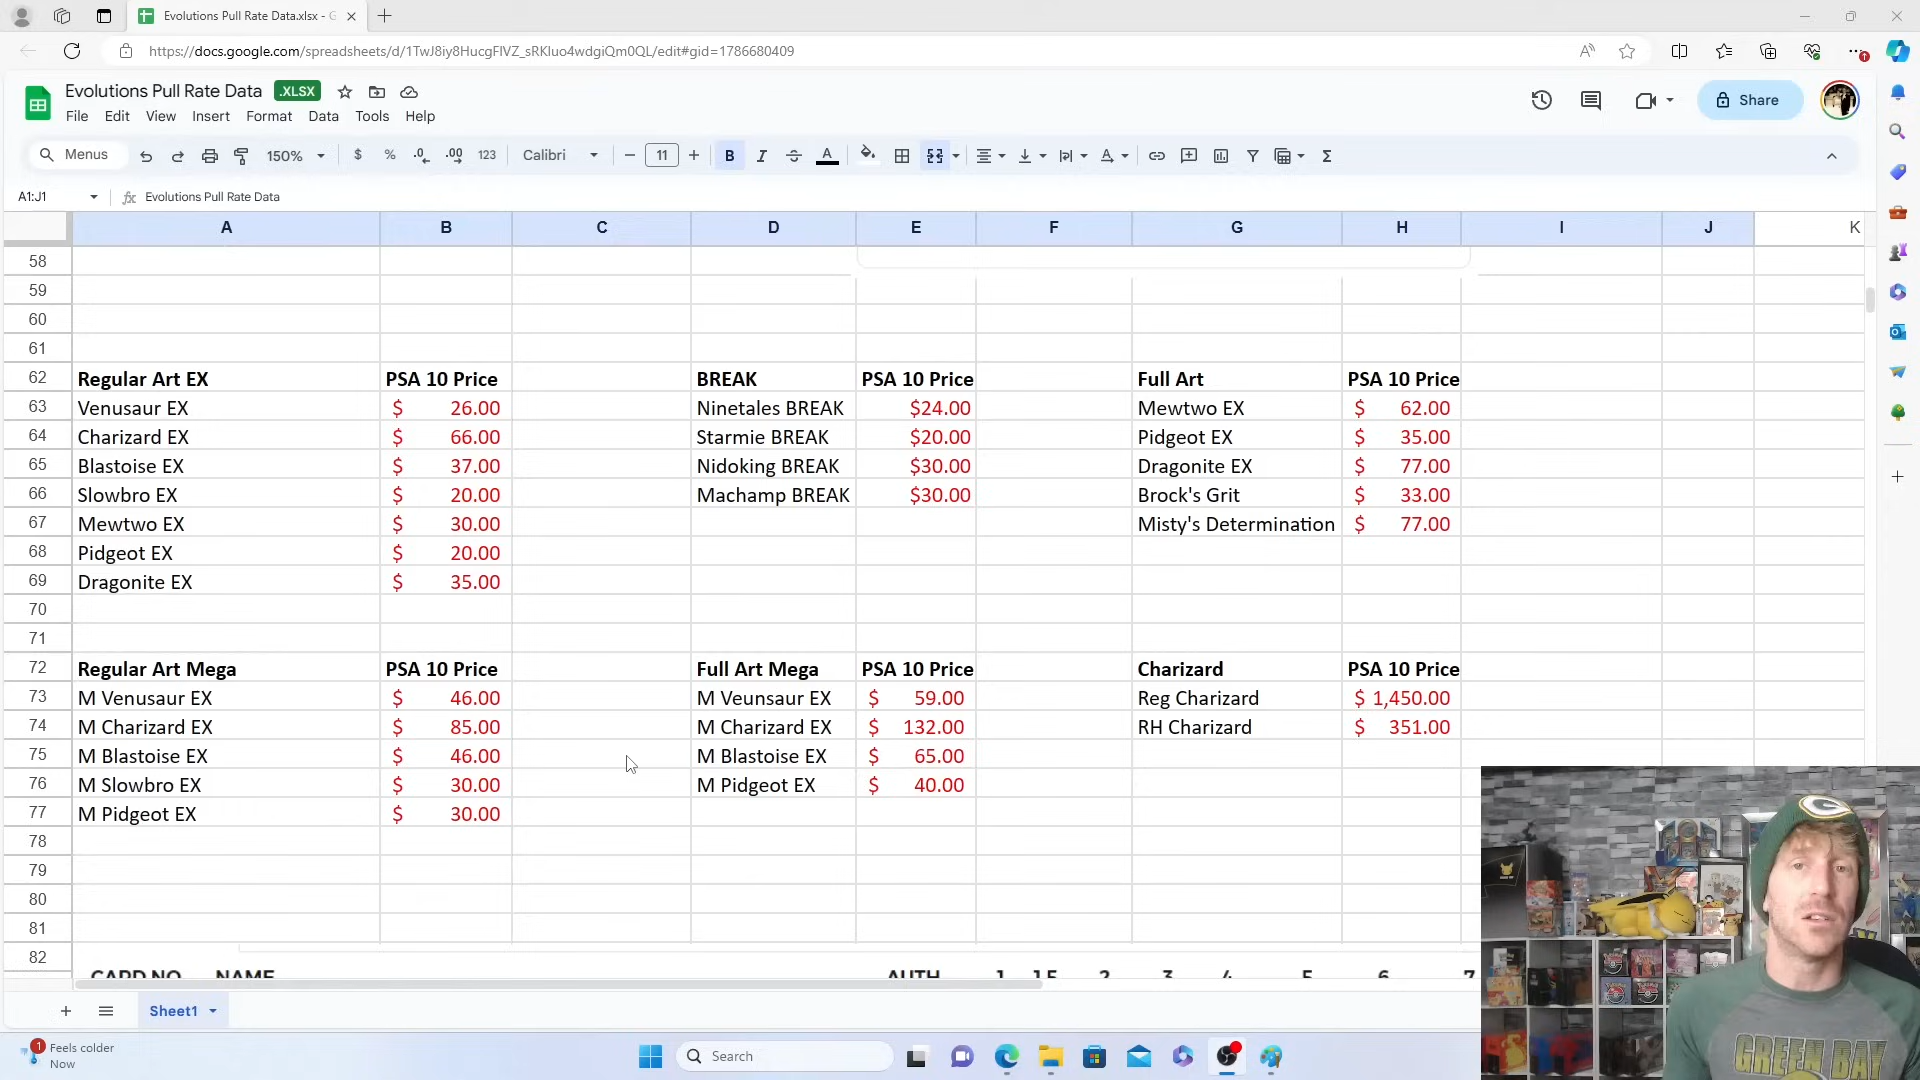 Evolutions Pull Rate Data.xlsx - G
https://docs.google.com/spreadsheets/d/1TwJ8iy8HucgFlVZ_sRKluo4wdgiQm0QL/edit#gid=1786680409
Evolutions Pull Rate Data .XLSX
Share
File Edit View Insert Format Data Tools Help
Menus 150% $ % .0 .00 123 Calibri 11 B I S A
A1:J1 fx Evolutions Pull Rate Data
A B C D E F G H I J K
58
59
60
61
62 Regular Art EX PSA 10 Price BREAK PSA 10 Price Full Art PSA 10 Price
63 Venusaur EX $ 26.00 Ninetales BREAK $24.00 Mewtwo EX $ 62.00
64 Charizard EX $ 66.00 Starmie BREAK $20.00 Pidgeot EX $ 35.00
65 Blastoise EX $ 37.00 Nidoking BREAK $30.00 Dragonite EX $ 77.00
66 Slowbro EX $ 20.00 Machamp BREAK $30.00 Brock's Grit $ 33.00
67 Mewtwo EX $ 30.00 Misty's Determination $ 77.00
68 Pidgeot EX $ 20.00
69 Dragonite EX $ 35.00
70
71
72 Regular Art Mega PSA 10 Price Full Art Mega PSA 10 Price Charizard PSA 10 Price
73 M Venusaur EX $ 46.00 M Veunsaur EX $ 59.00 Reg Charizard $ 1,450.00
74 M Charizard EX $ 85.00 M Charizard EX $ 132.00 RH Charizard $ 351.00
75 M Blastoise EX $ 46.00 M Blastoise EX $ 65.00
76 M Slowbro EX $ 30.00 M Pidgeot EX $ 40.00
77 M Pidgeot EX $ 30.00
78
79
80
81
82 CARD NO NAME AUTH 1 1.5 2 3 4 5 6 7
Sheet1
GREEN BAY
1 Feels colder
Now
Search